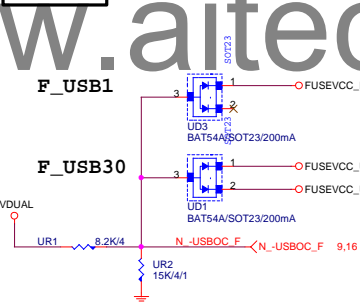 w.aitec
SOT23
F_USB1
3
1
2
FUSEVCC_
UD3
BAT54A/SOT23/200mA
SOT23
F_USB30
3
1
2
FUSEVCC_
FUSEVCC_
UD1
BAT54A/SOT23/200mA
VDUAL
UR1 8.2K/4
N_-USBOC_F
N_-USBOC_F 9,16
UR2
15K/4/1